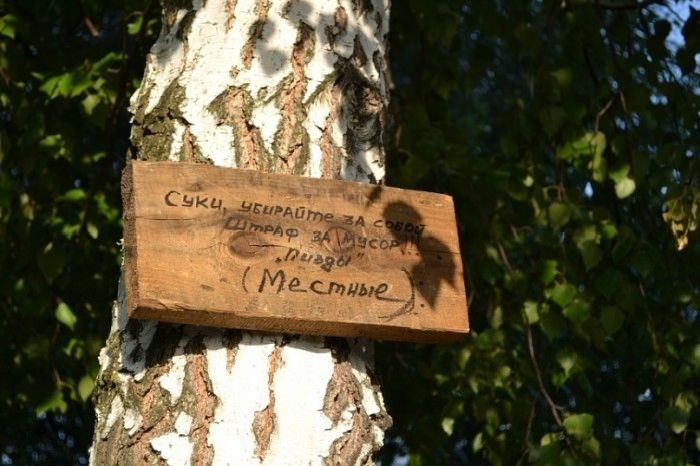 Суки, убирайте за собой
Штраф за мусор!!!
"Пизды"
(Местные).